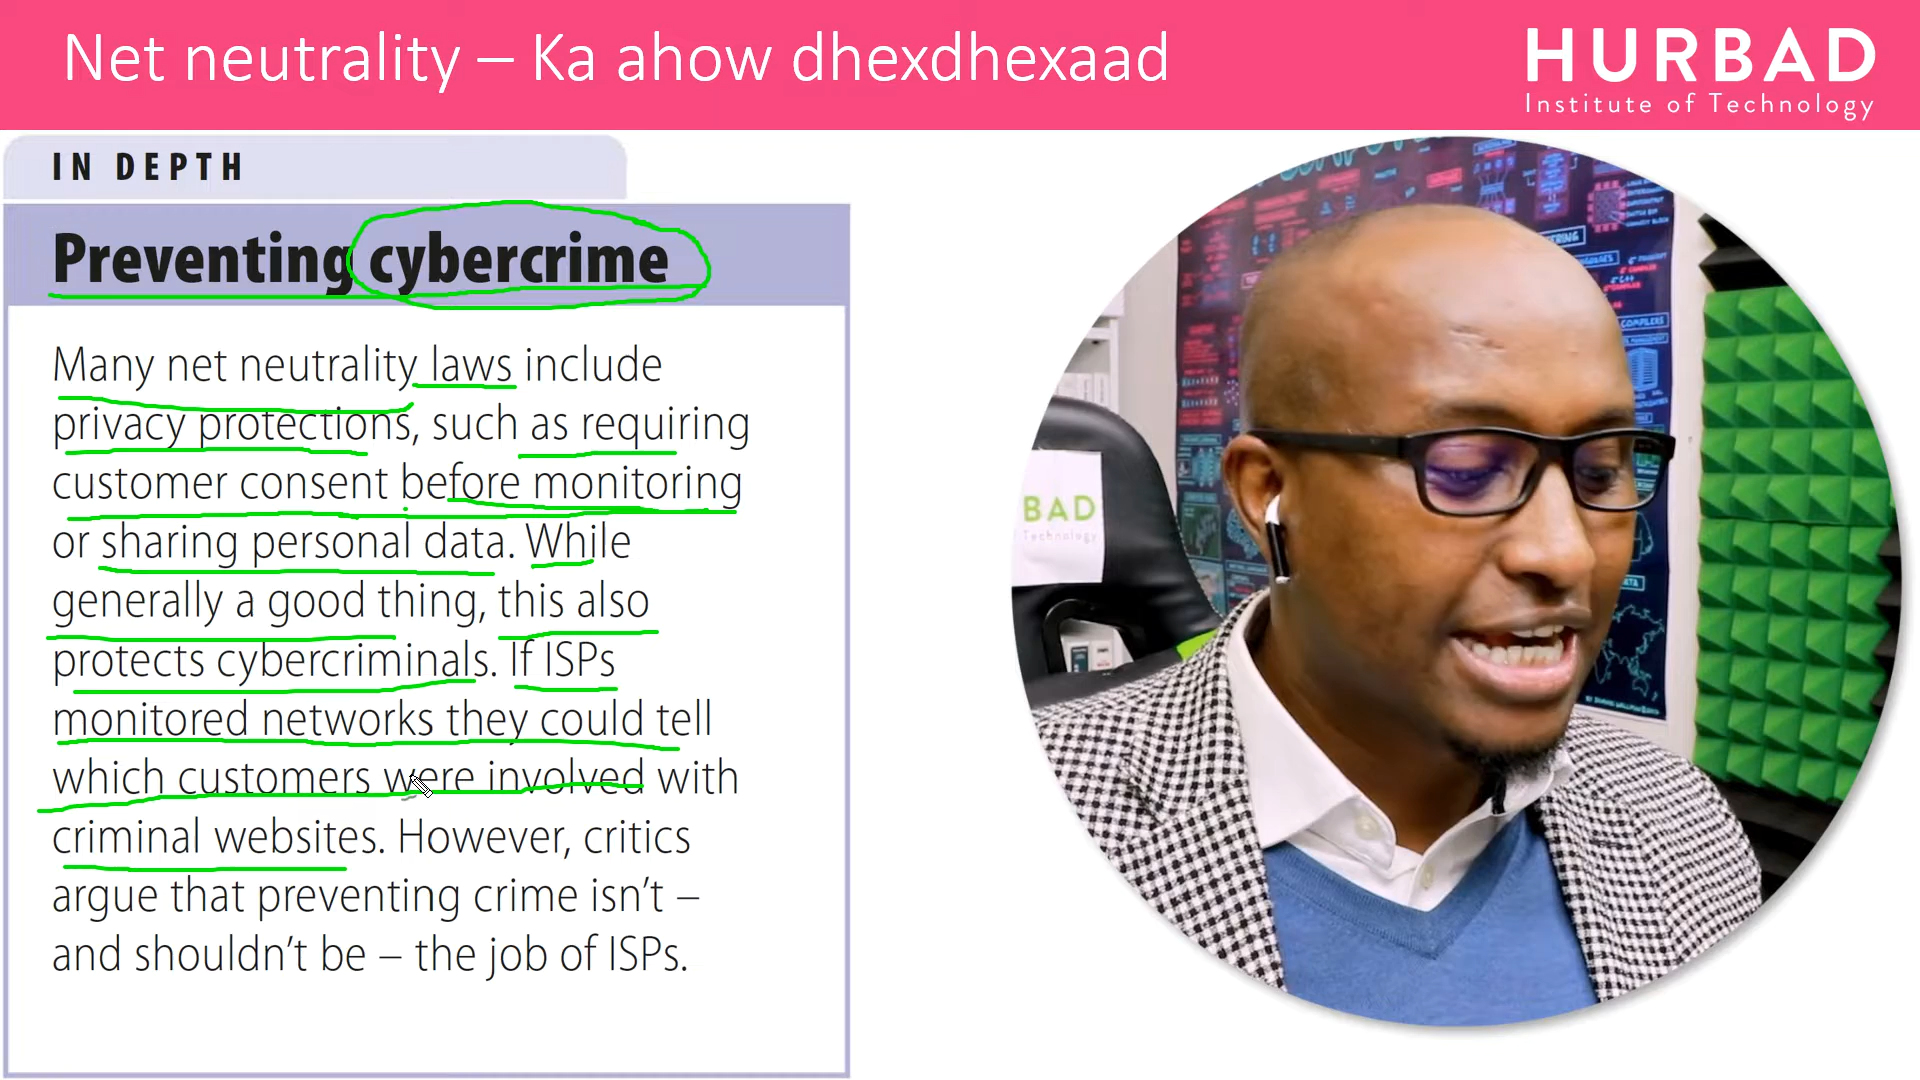 Net neutrality – Ka ahow dhexdhexaad
HURBAD
Institute of Technology
IN DEPTH
Preventing cybercrime
Many net neutrality laws include
privacy protections, such as requiring
customer consent before monitoring
or sharing personal data. While
generally a good thing, this also
protects cybercriminals. If ISPs
monitored networks they could tell
which customers were involved with
criminal websites. However, critics
argue that preventing crime isn’t –
and shouldn’t be – the job of ISPs.
BAD
Technology
COMPILERS